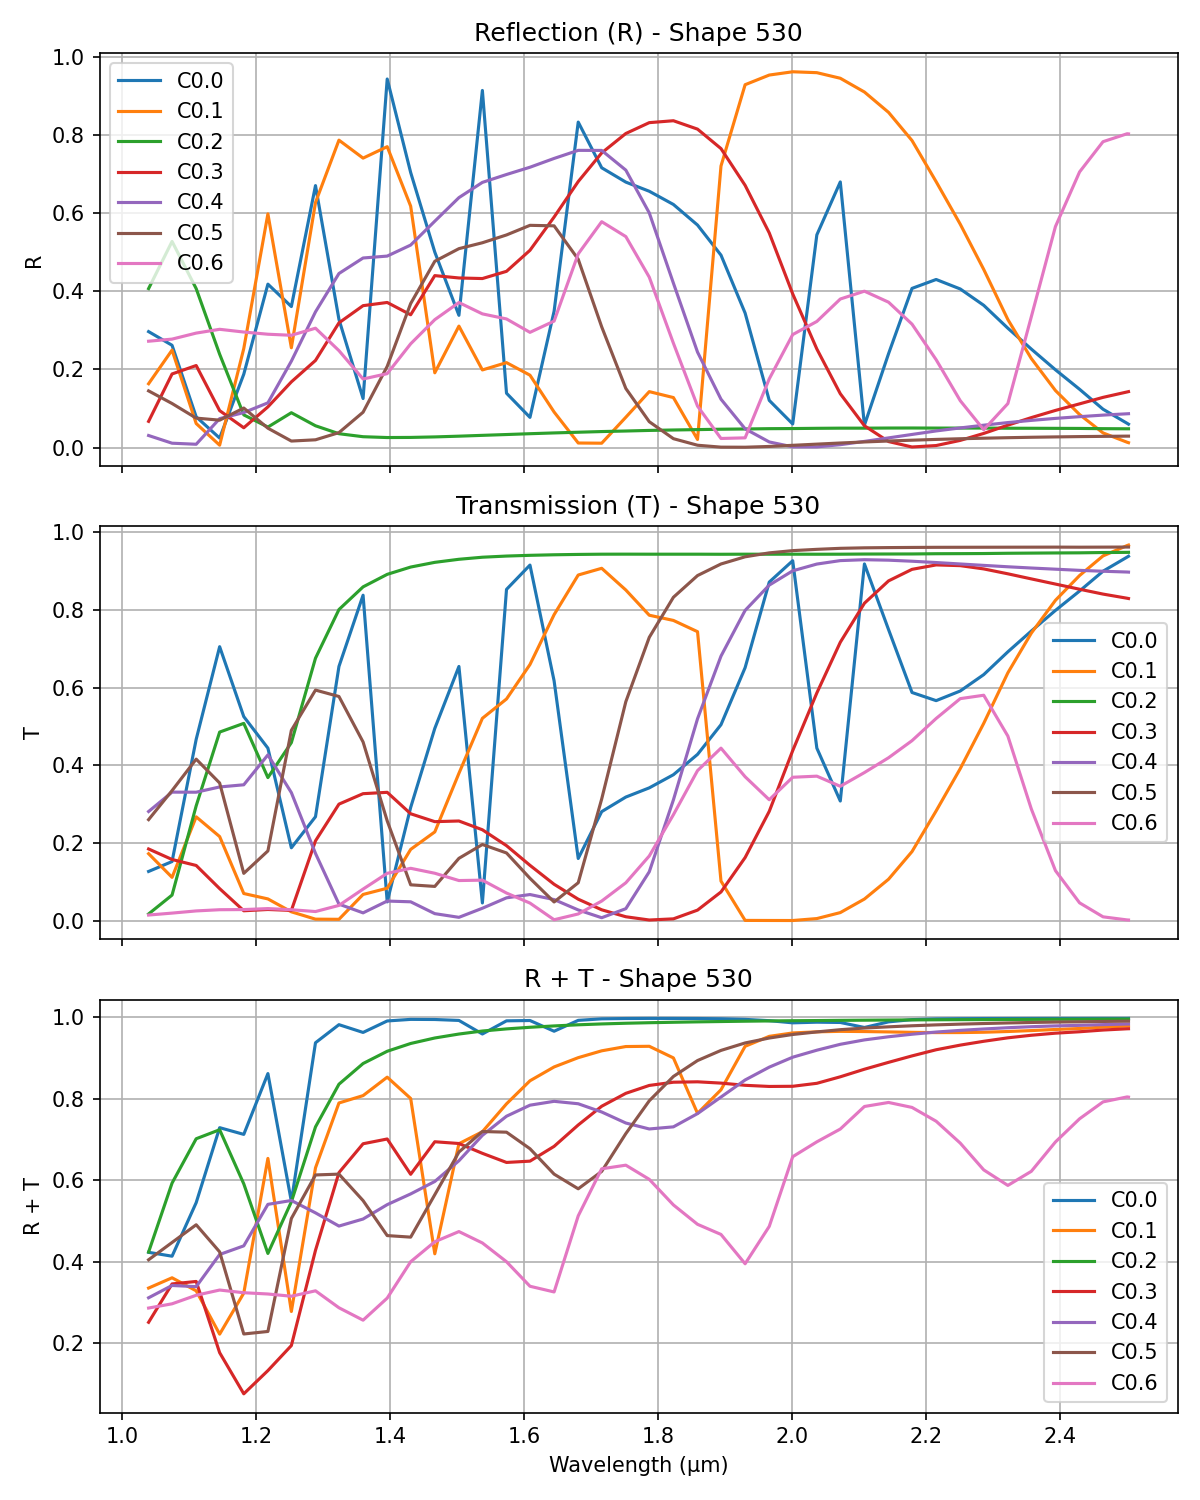 Reflection (R) - Shape 530
1.0
0.8
0.6
0.4
0.2
0.0
R
C0.0
C0.1
C0.2
C0.3
C0.4
C0.5
C0.6
Transmission (T) - Shape 530
1.0
0.8
0.6
0.4
0.2
0.0
T
C0.0
C0.1
C0.2
C0.3
C0.4
C0.5
C0.6
R + T - Shape 530
1.0
0.8
0.6
0.4
0.2
R + T
C0.0
C0.1
C0.2
C0.3
C0.4
C0.5
C0.6
1.0 1.2 1.4 1.6 1.8 2.0 2.2 2.4
Wavelength (μm)